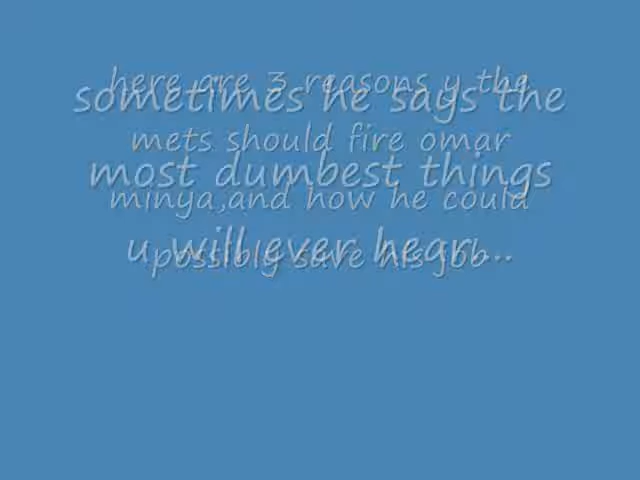 here are 3 reasons y the
sometimes he says the
mets should fire omar
most dumbest things
minya,and how he could
u will ever hear....
possibly save his job